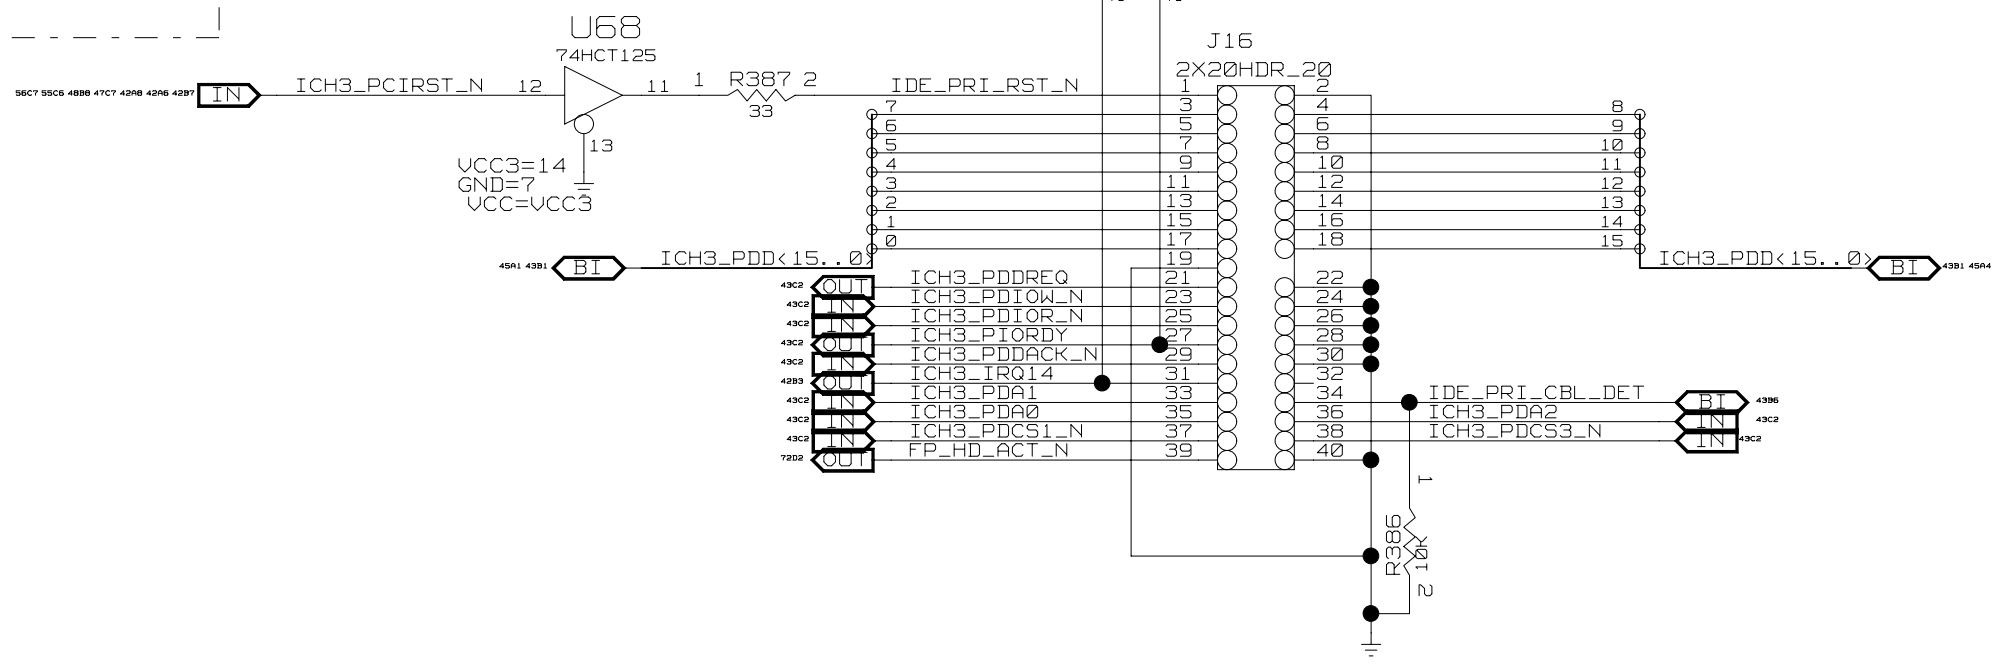 U68
74HCT125
56C7 55C6 48B8 47C7 42A8 42A6 42B7 IN ICH3_PCIRST_N 12 11 1 R387 2 IDE_PRI_RST_N
33
13
VCC3=14
GND=7
VCC=VCC3
J16
2X20HDR_20
1 2
7 3 4 8
6 5 6 9
5 7 8 10
4 9 10 11
3 11 12 12
2 13 14 13
1 15 16 14
0 17 18 15
45A1 43B1 BI ICH3_PDD<15..0> 19 ICH3_PDD<15..0> BI 43B1 45A4
43C2 OUT ICH3_PDDREQ 21 22
43C2 IN ICH3_PDIOW_N 23 24
43C2 IN ICH3_PDIOR_N 25 26
43C2 OUT ICH3_PIORDY 27 28
43C2 IN ICH3_PDDACK_N 29 30
42B3 OUT ICH3_IRQ14 31 32
43C2 IN ICH3_PDA1 33 34 IDE_PRI_CBL_DET BI 43B6
43C2 IN ICH3_PDA0 35 36 ICH3_PDA2 IN 43C2
43C2 IN ICH3_PDCS1_N 37 38 ICH3_PDCS3_N IN 43C2
72D2 OUT FP_HD_ACT_N 39 40
1
R386
10K
2